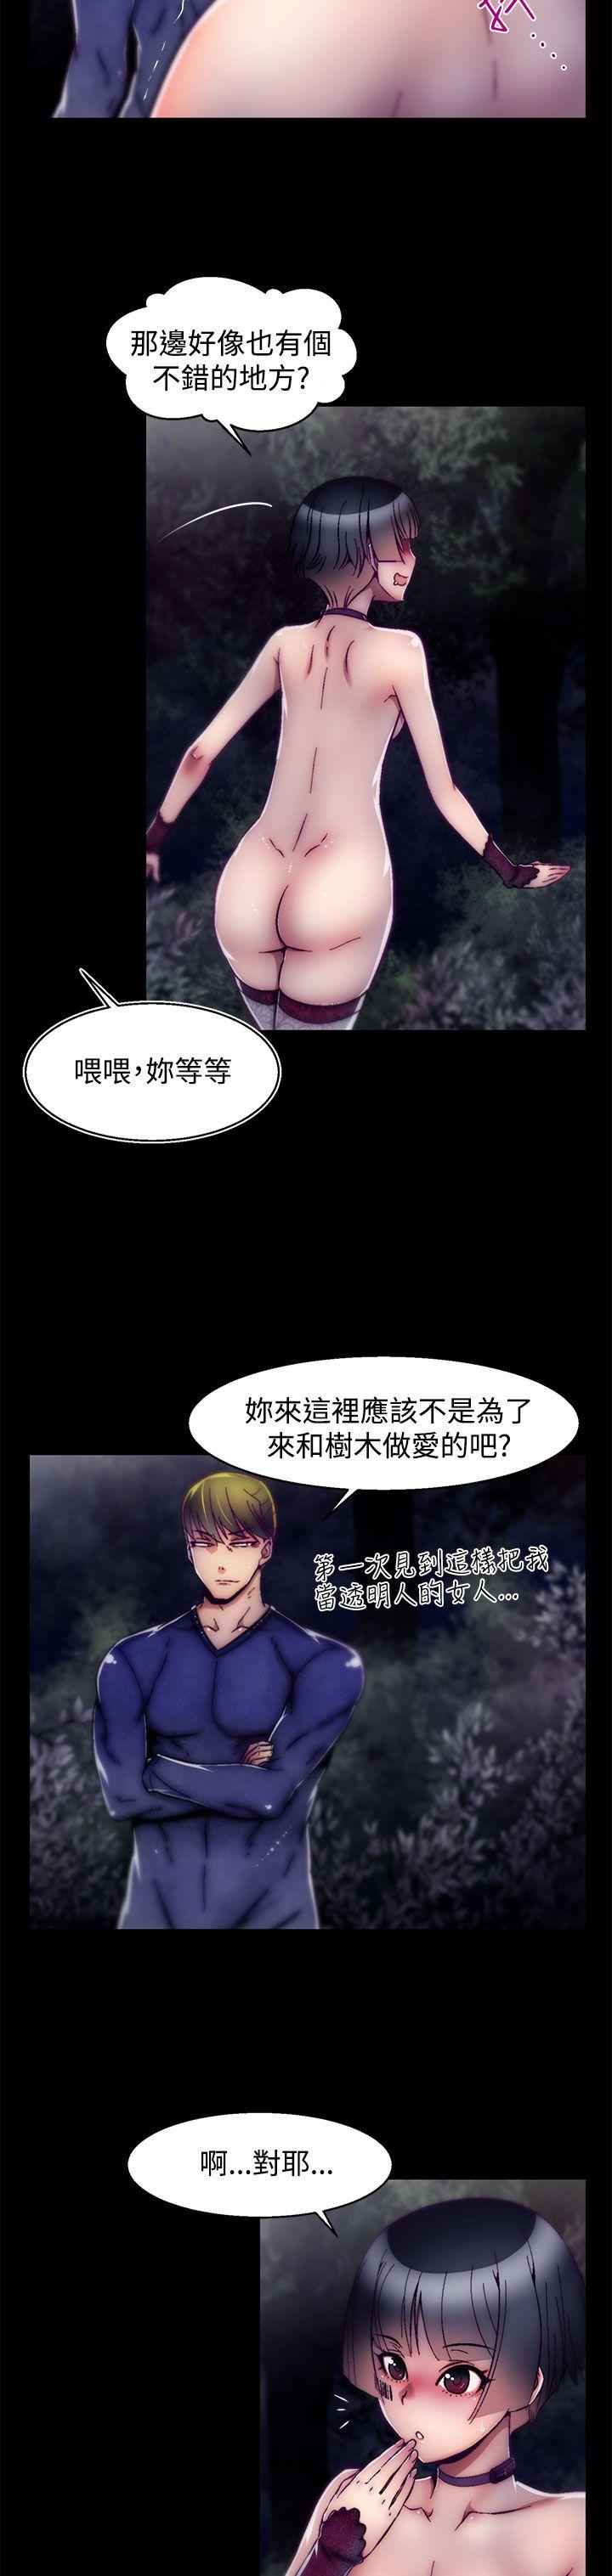 那邊好像也有個
不錯的地方?
喂喂,妳等等
妳來這裡應該不是為了
來和樹木做愛的吧?
第一次見到這樣把我
當透明人的女人...
啊...對耶...